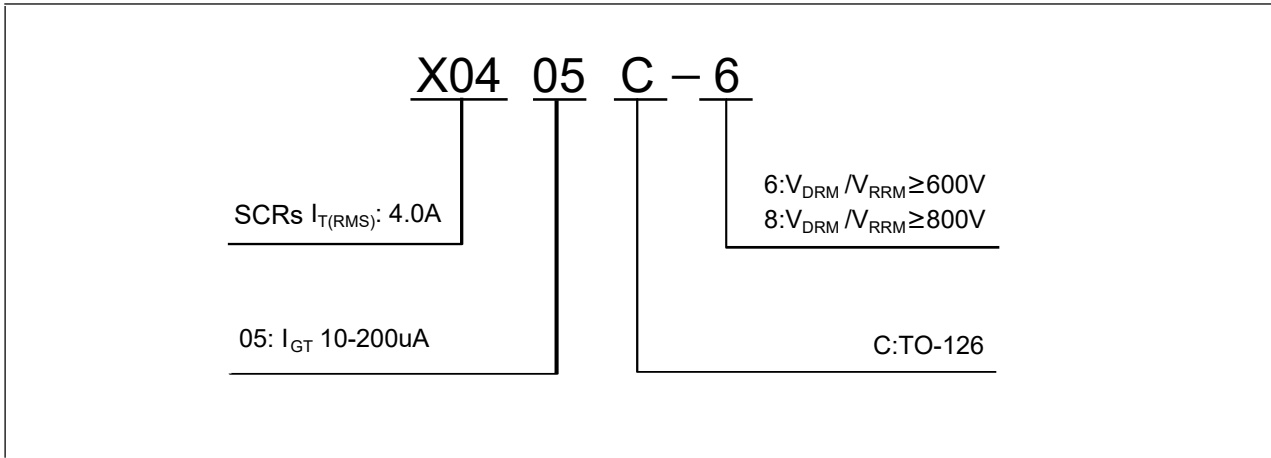 X04 05 C – 6
6:VDRM /VRRM≥600V
SCRs IT(RMS): 4.0A
8:VDRM /VRRM≥800V
05: IGT 10-200uA
C:TO-126